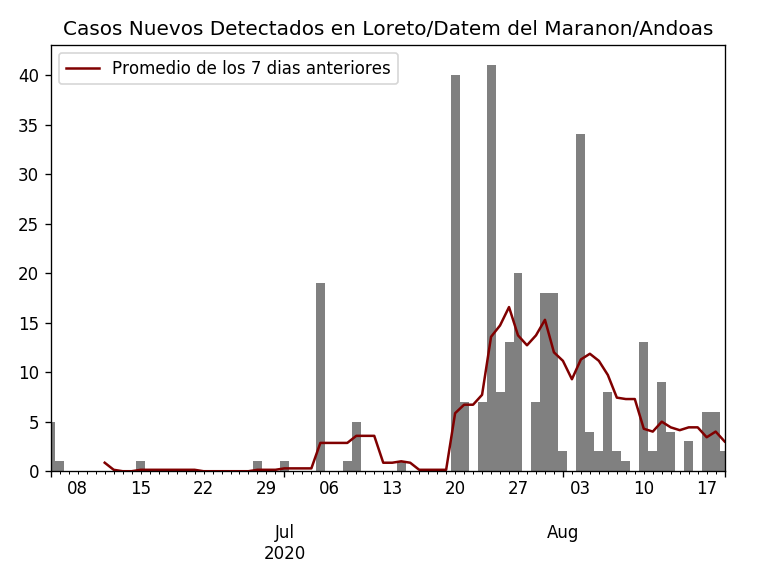 Casos Nuevos Detectados en Loreto/Datem del Maranon/Andoas
Promedio de los 7 dias anteriores
40
35
30
25
20
15
10
5
0
08 15 22 29 06 13 20 27 03 10 17
Jul Aug
2020